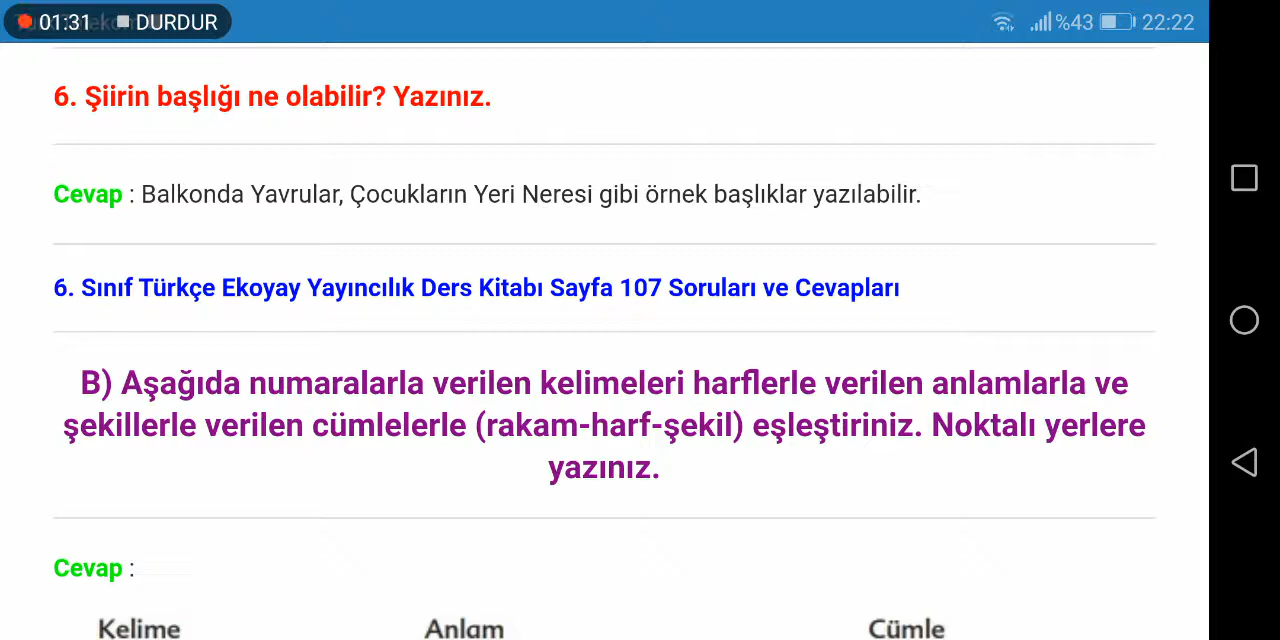 01:31 DURDUR %43 22:22
6. Şiirin başlığı ne olabilir? Yazınız.
Cevap : Balkonda Yavrular, Çocukların Yeri Neresi gibi örnek başlıklar yazılabilir.
6. Sınıf Türkçe Ekoyay Yayıncılık Ders Kitabı Sayfa 107 Soruları ve Cevapları
B) Aşağıda numaralarla verilen kelimeleri harflerle verilen anlamlarla ve
şekillerle verilen cümlelerle (rakam-harf-şekil) eşleştiriniz. Noktalı yerlere
yazınız.
Cevap :
Kelime Anlam Cümle